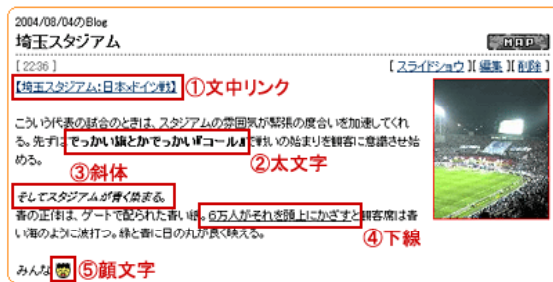 2004/08/04のBlog
埼玉スタジアム
MAP
[ 22:36 ]
[ スライドショウ ][ 編集 ][ 削除 ]
【埼玉スタジアム:日本×ドイツ戦】
①文中リンク
こういう代表の試合のときは、スタジアムの雰囲気が緊張の度合いを加速してくれ
る。先ずはでっかい旗とかでっかい『コール』で戦いの始まりを観客に意識させ始
める。
②太文字
③斜体
そしてスタジアムが青く染まる。
青の正体は、ゲートで配られた青い紙。6万人がそれを頭上にかざすと観客席は青
い海のように波打つ。緑と青に日の丸が良く映える。
④下線
みんな
⑤顔文字